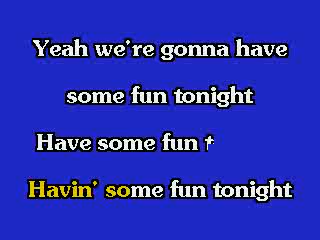 Yeah we're gonna have
some fun tonight
Have some fun
Havin' some fun tonight